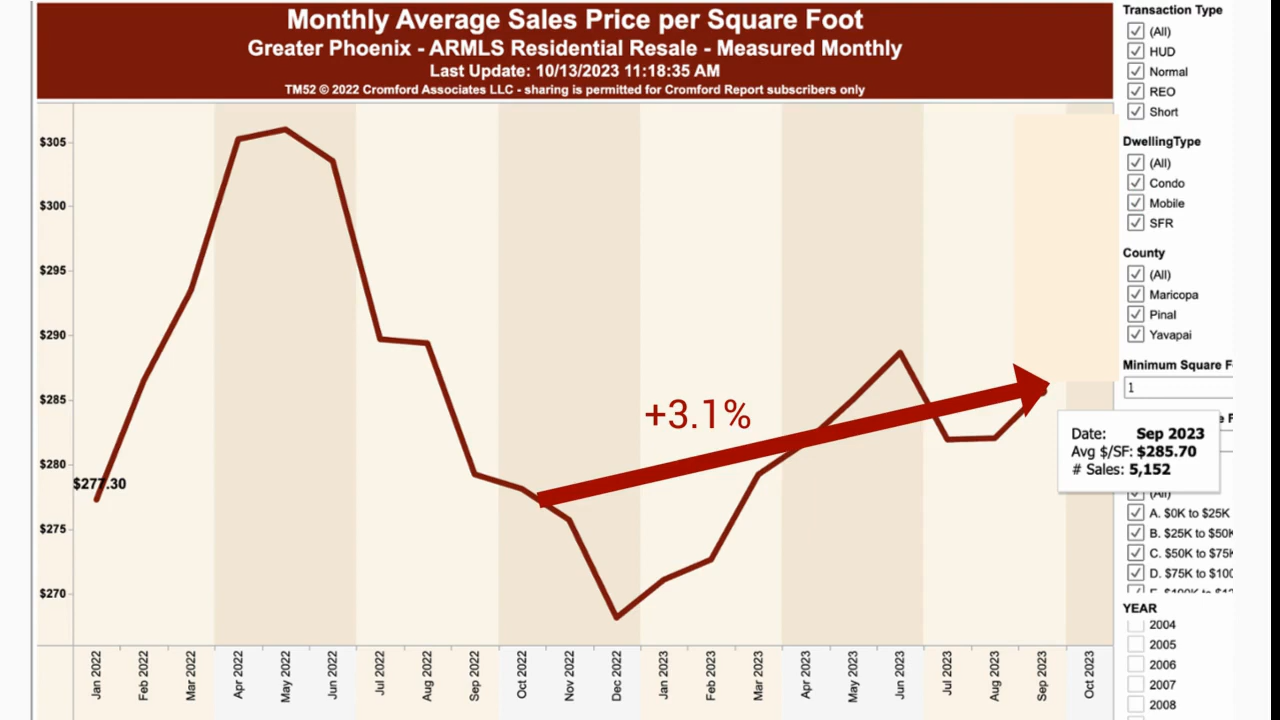 Monthly Average Sales Price per Square Foot
Greater Phoenix - ARMLS Residential Resale - Measured Monthly
Last Update: 10/13/2023 11:18:35 AM
TM52 © 2022 Cromford Associates LLC - sharing is permitted for Cromford Report subscribers only
$305
$300
$295
$290
$285
$280
$275
$270
$277.30
+3.1%
Date: Sep 2023
Avg $/SF: $285.70
# Sales: 5,152
Jan 2022
Feb 2022
Mar 2022
Apr 2022
May 2022
Jun 2022
Jul 2022
Aug 2022
Sep 2022
Oct 2022
Nov 2022
Dec 2022
Jan 2023
Feb 2023
Mar 2023
Apr 2023
May 2023
Jun 2023
Jul 2023
Aug 2023
Sep 2023
Oct 2023
Transaction Type
(All)
HUD
Normal
REO
Short
DwellingType
(All)
Condo
Mobile
SFR
County
(All)
Maricopa
Pinal
Yavapai
Minimum Square F
1
(All)
A. $0K to $25K
B. $25K to $50K
C. $50K to $75K
D. $75K to $100
YEAR
2004
2005
2006
2007
2008